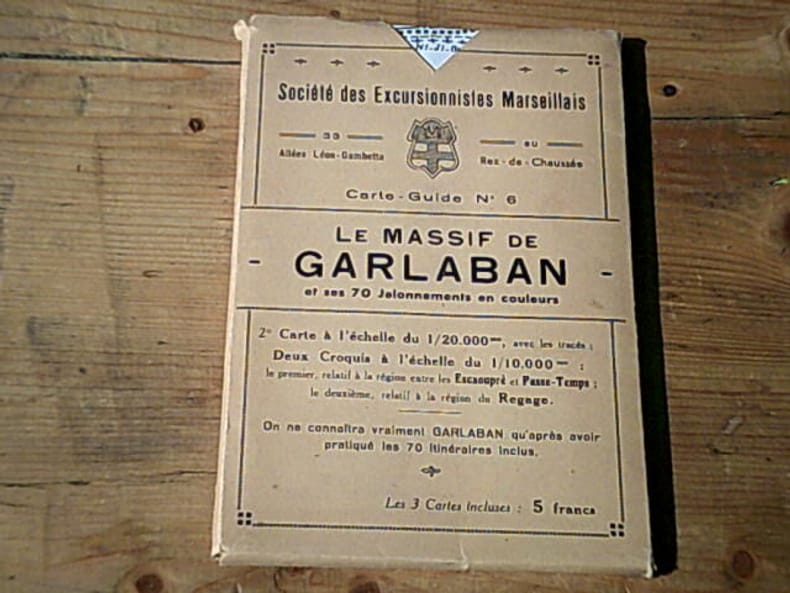 Société des Excursionnistes Marseillais
33 au
Allées Léon-Gambetta Rez-de-Chaussée
Carte-Guide N° 6
LE MASSIF DE
- GARLABAN -
et ses 70 Jalonnements en couleurs
2° Carte à l'échelle du 1/20.000me, avec les tracés ;
Deux Croquis à l'échelle du 1/10.000me :
le premier, relatif à la région entre les Escaouprè et Passe-Temps ;
le deuxième, relatif à la région du Regage.
On ne connaîtra vraiment GARLABAN, qu'après avoir
pratiqué les 70 itinéraires inclus.
Les 3 Cartes incluses : 5 francs